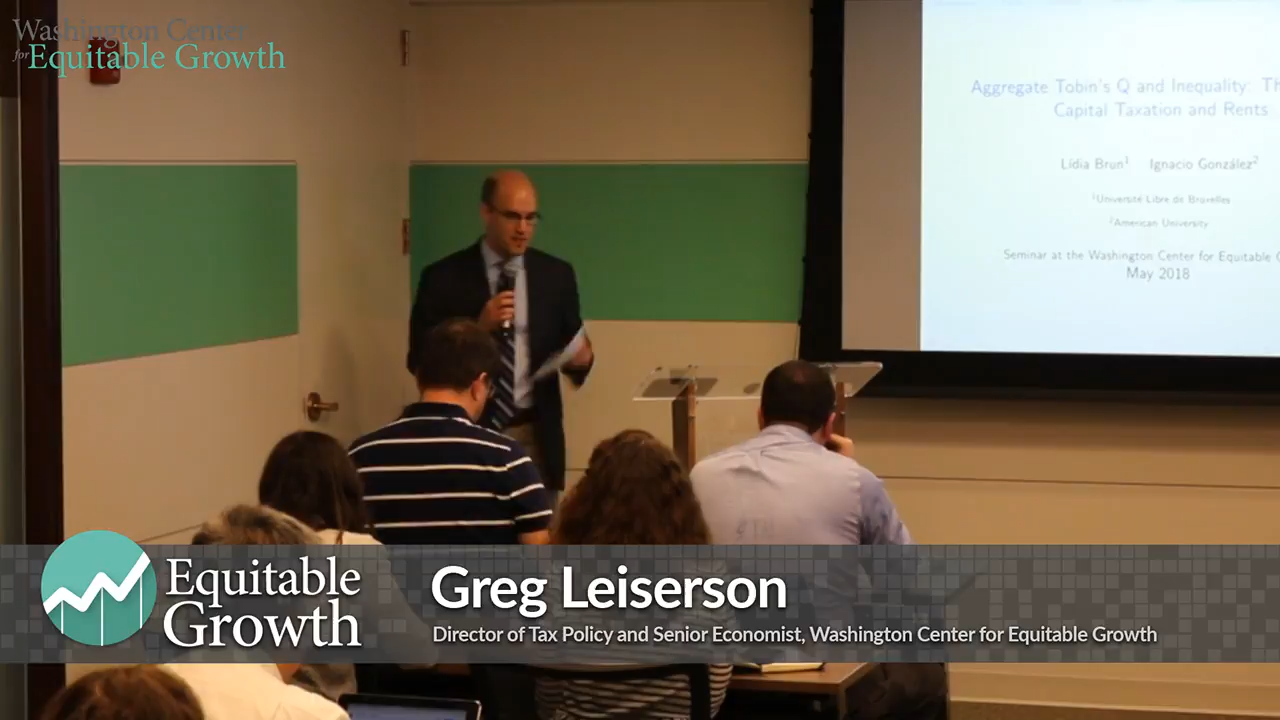 Washington Center
for Equitable Growth
Aggregate Tobin's Q and Inequality: Th
Capital Taxation and Rents
Lídia Brun1 Ignacio González2
1Université Libre de Bruxelles
2American University
Seminar at the Washington Center for Equitable
May 2018
Equitable
Growth
Greg Leiserson
Director of Tax Policy and Senior Economist, Washington Center for Equitable Growth